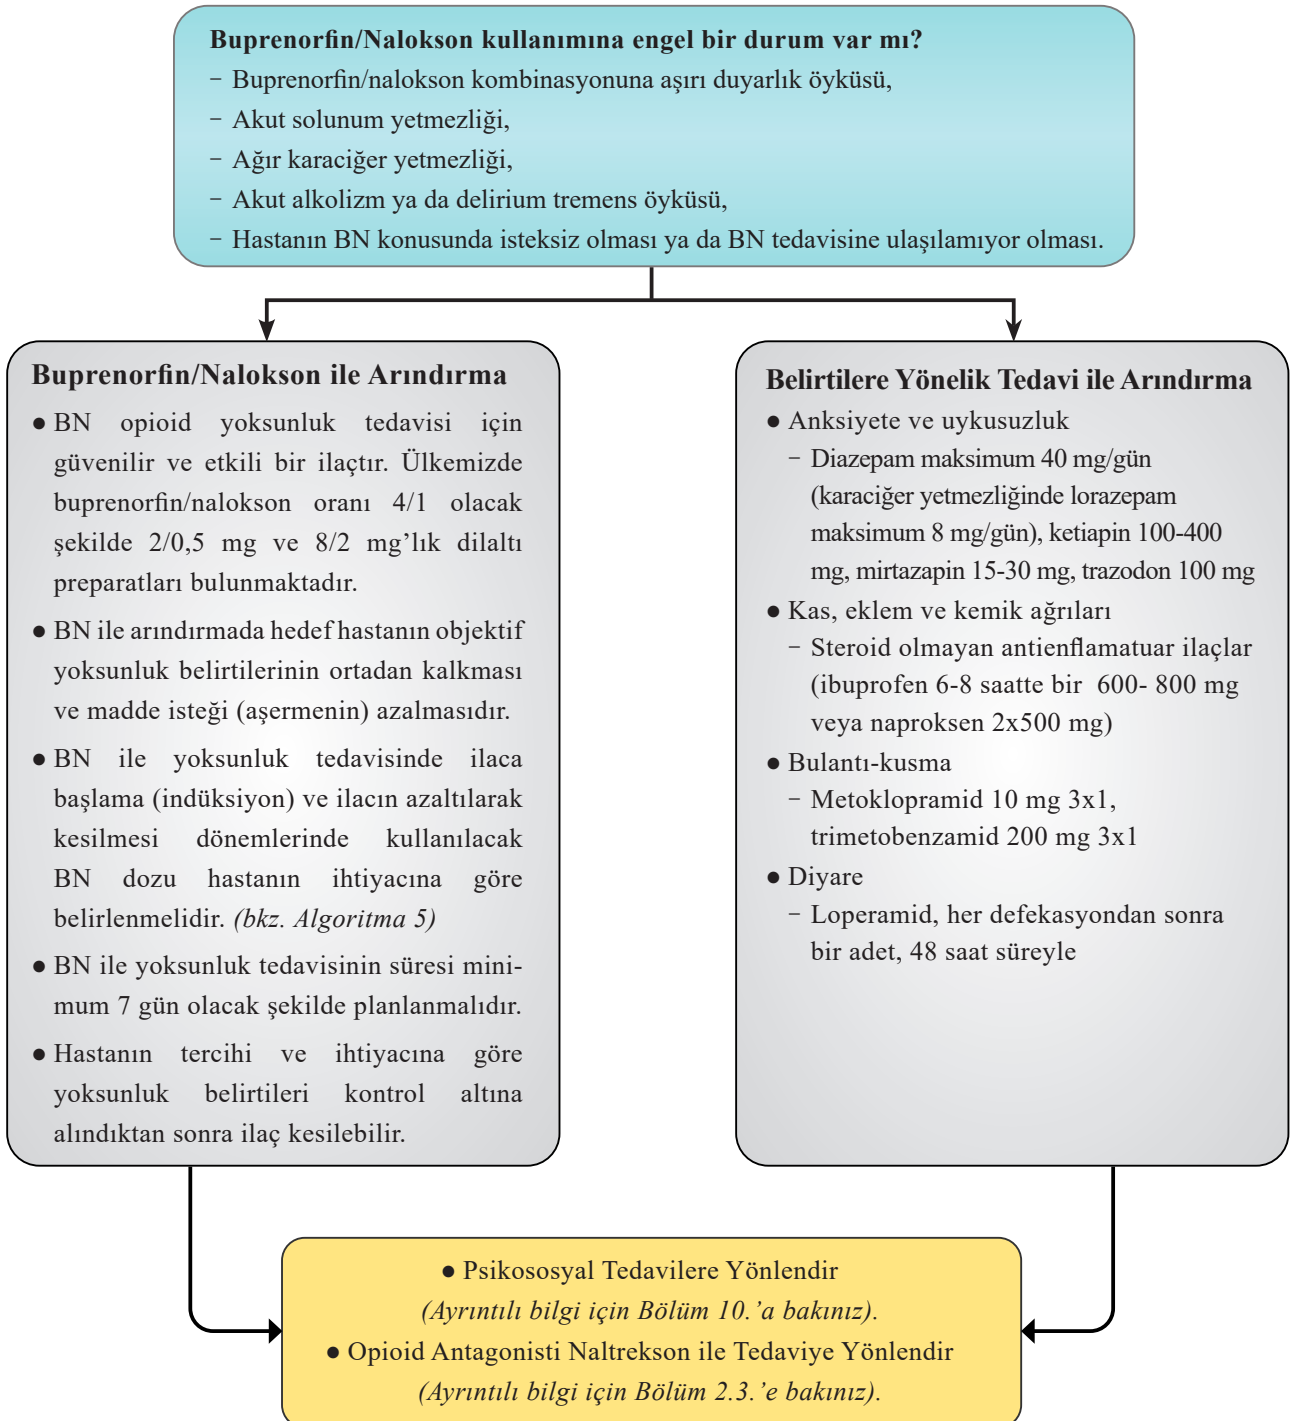 Buprenorfin/Nalokson kullanımına engel bir durum var mı?
− Buprenorfin/nalokson kombinasyonuna aşırı duyarlık öyküsü,
− Akut solunum yetmezliği,
− Ağır karaciğer yetmezliği,
− Akut alkolizm ya da delirium tremens öyküsü,
− Hastanın BN konusunda isteksiz olması ya da BN tedavisine ulaşılamıyor olması.
Buprenorfin/Nalokson ile Arındırma
● BN opioid yoksunluk tedavisi için
güvenilir ve etkili bir ilaçtır. Ülkemizde
buprenorfin/nalokson oranı 4/1 olacak
şekilde 2/0,5 mg ve 8/2 mg’lık dilaltı
preparatları bulunmaktadır.
● BN ile arındırmada hedef hastanın objektif
yoksunluk belirtilerinin ortadan kalkması
ve madde isteği (aşermenin) azalmasıdır.
● BN ile yoksunluk tedavisinde ilaca
başlama (indüksiyon) ve ilacın azaltılarak
kesilmesi dönemlerinde kullanılacak
BN dozu hastanın ihtiyacına göre
belirlenmelidir. (bkz. Algoritma 5)
● BN ile yoksunluk tedavisinin süresi mini-
mum 7 gün olacak şekilde planlanmalıdır.
● Hastanın tercihi ve ihtiyacına göre
yoksunluk belirtileri kontrol altına
alındıktan sonra ilaç kesilebilir.
Belirtilere Yönelik Tedavi ile Arındırma
● Anksiyete ve uykusuzluk
− Diazepam maksimum 40 mg/gün
(karaciğer yetmezliğinde lorazepam
maksimum 8 mg/gün), ketiapin 100-400
mg, mirtazapin 15-30 mg, trazodon 100 mg
● Kas, eklem ve kemik ağrıları
− Steroid olmayan antienflamatuar ilaçlar
(ibuprofen 6-8 saatte bir 600- 800 mg
veya naproksen 2x500 mg)
● Bulantı-kusma
− Metoklopramid 10 mg 3x1,
trimetobenzamid 200 mg 3x1
● Diyare
− Loperamid, her defekasyondan sonra
bir adet, 48 saat süreyle
● Psikososyal Tedavilere Yönlendir
(Ayrıntılı bilgi için Bölüm 10.’a bakınız).
● Opioid Antagonisti Naltrekson ile Tedaviye Yönlendir
(Ayrıntılı bilgi için Bölüm 2.3.’e bakınız).